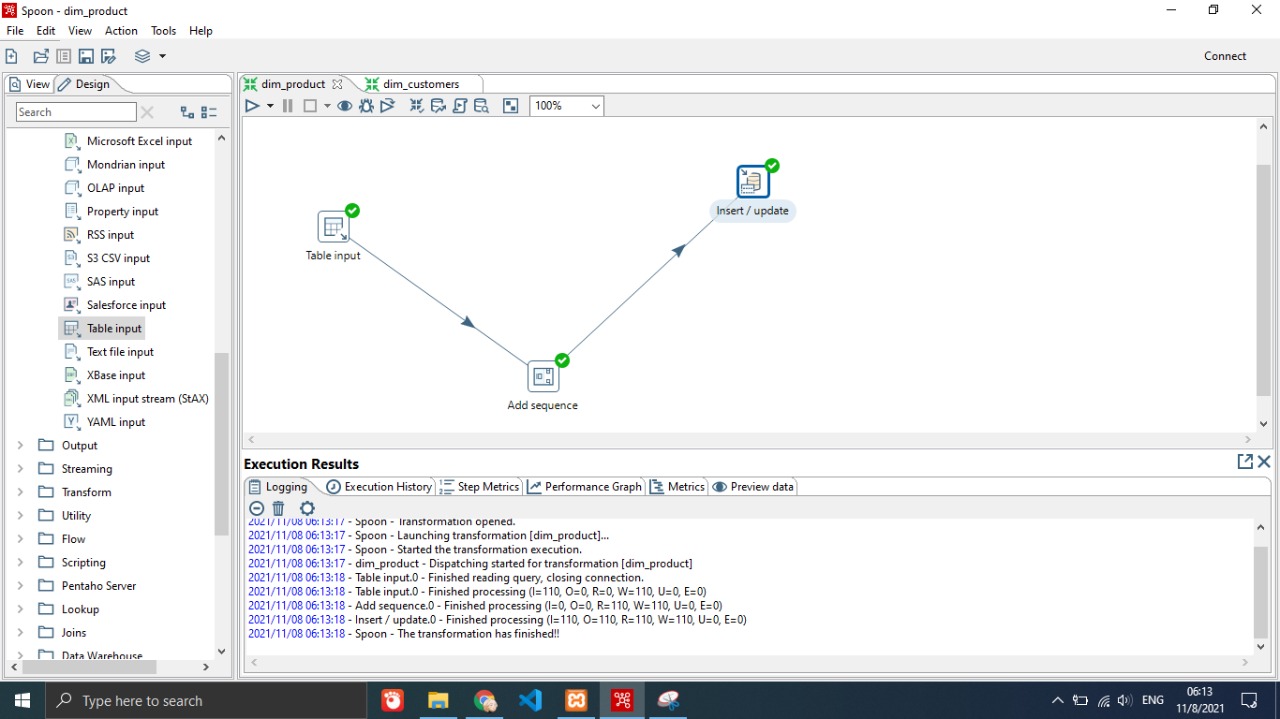 Spoon - dim_product
File Edit View Action Tools Help
Connect
View Design
dim_product dim_customers
Search
100%
Microsoft Excel input
Mondrian input
OLAP input
Property input
RSS input
S3 CSV input
SAS input
Salesforce input
Table input
Text file input
XBase input
XML input stream (StAX)
YAML input
Output
Streaming
Transform
Utility
Flow
Scripting
Pentaho Server
Lookup
Joins
Data Warehouse
Insert / update
Table input
Add sequence
Execution Results
Logging Execution History Step Metrics Performance Graph Metrics Preview data
2021/11/08 06:13:17 - Spoon - Transformation opened.
2021/11/08 06:13:17 - Spoon - Launching transformation [dim_product]...
2021/11/08 06:13:17 - Spoon - Started the transformation execution.
2021/11/08 06:13:17 - dim_product - Dispatching started for transformation [dim_product]
2021/11/08 06:13:18 - Table input.0 - Finished reading query, closing connection.
2021/11/08 06:13:18 - Table input.0 - Finished processing (I=110, O=0, R=0, W=110, U=0, E=0)
2021/11/08 06:13:18 - Add sequence.0 - Finished processing (I=0, O=0, R=110, W=110, U=0, E=0)
2021/11/08 06:13:18 - Insert / update.0 - Finished processing (I=110, O=110, R=110, W=110, U=0, E=0)
2021/11/08 06:13:18 - Spoon - The transformation has finished!!
Type here to search
ENG
06:13
11/8/2021